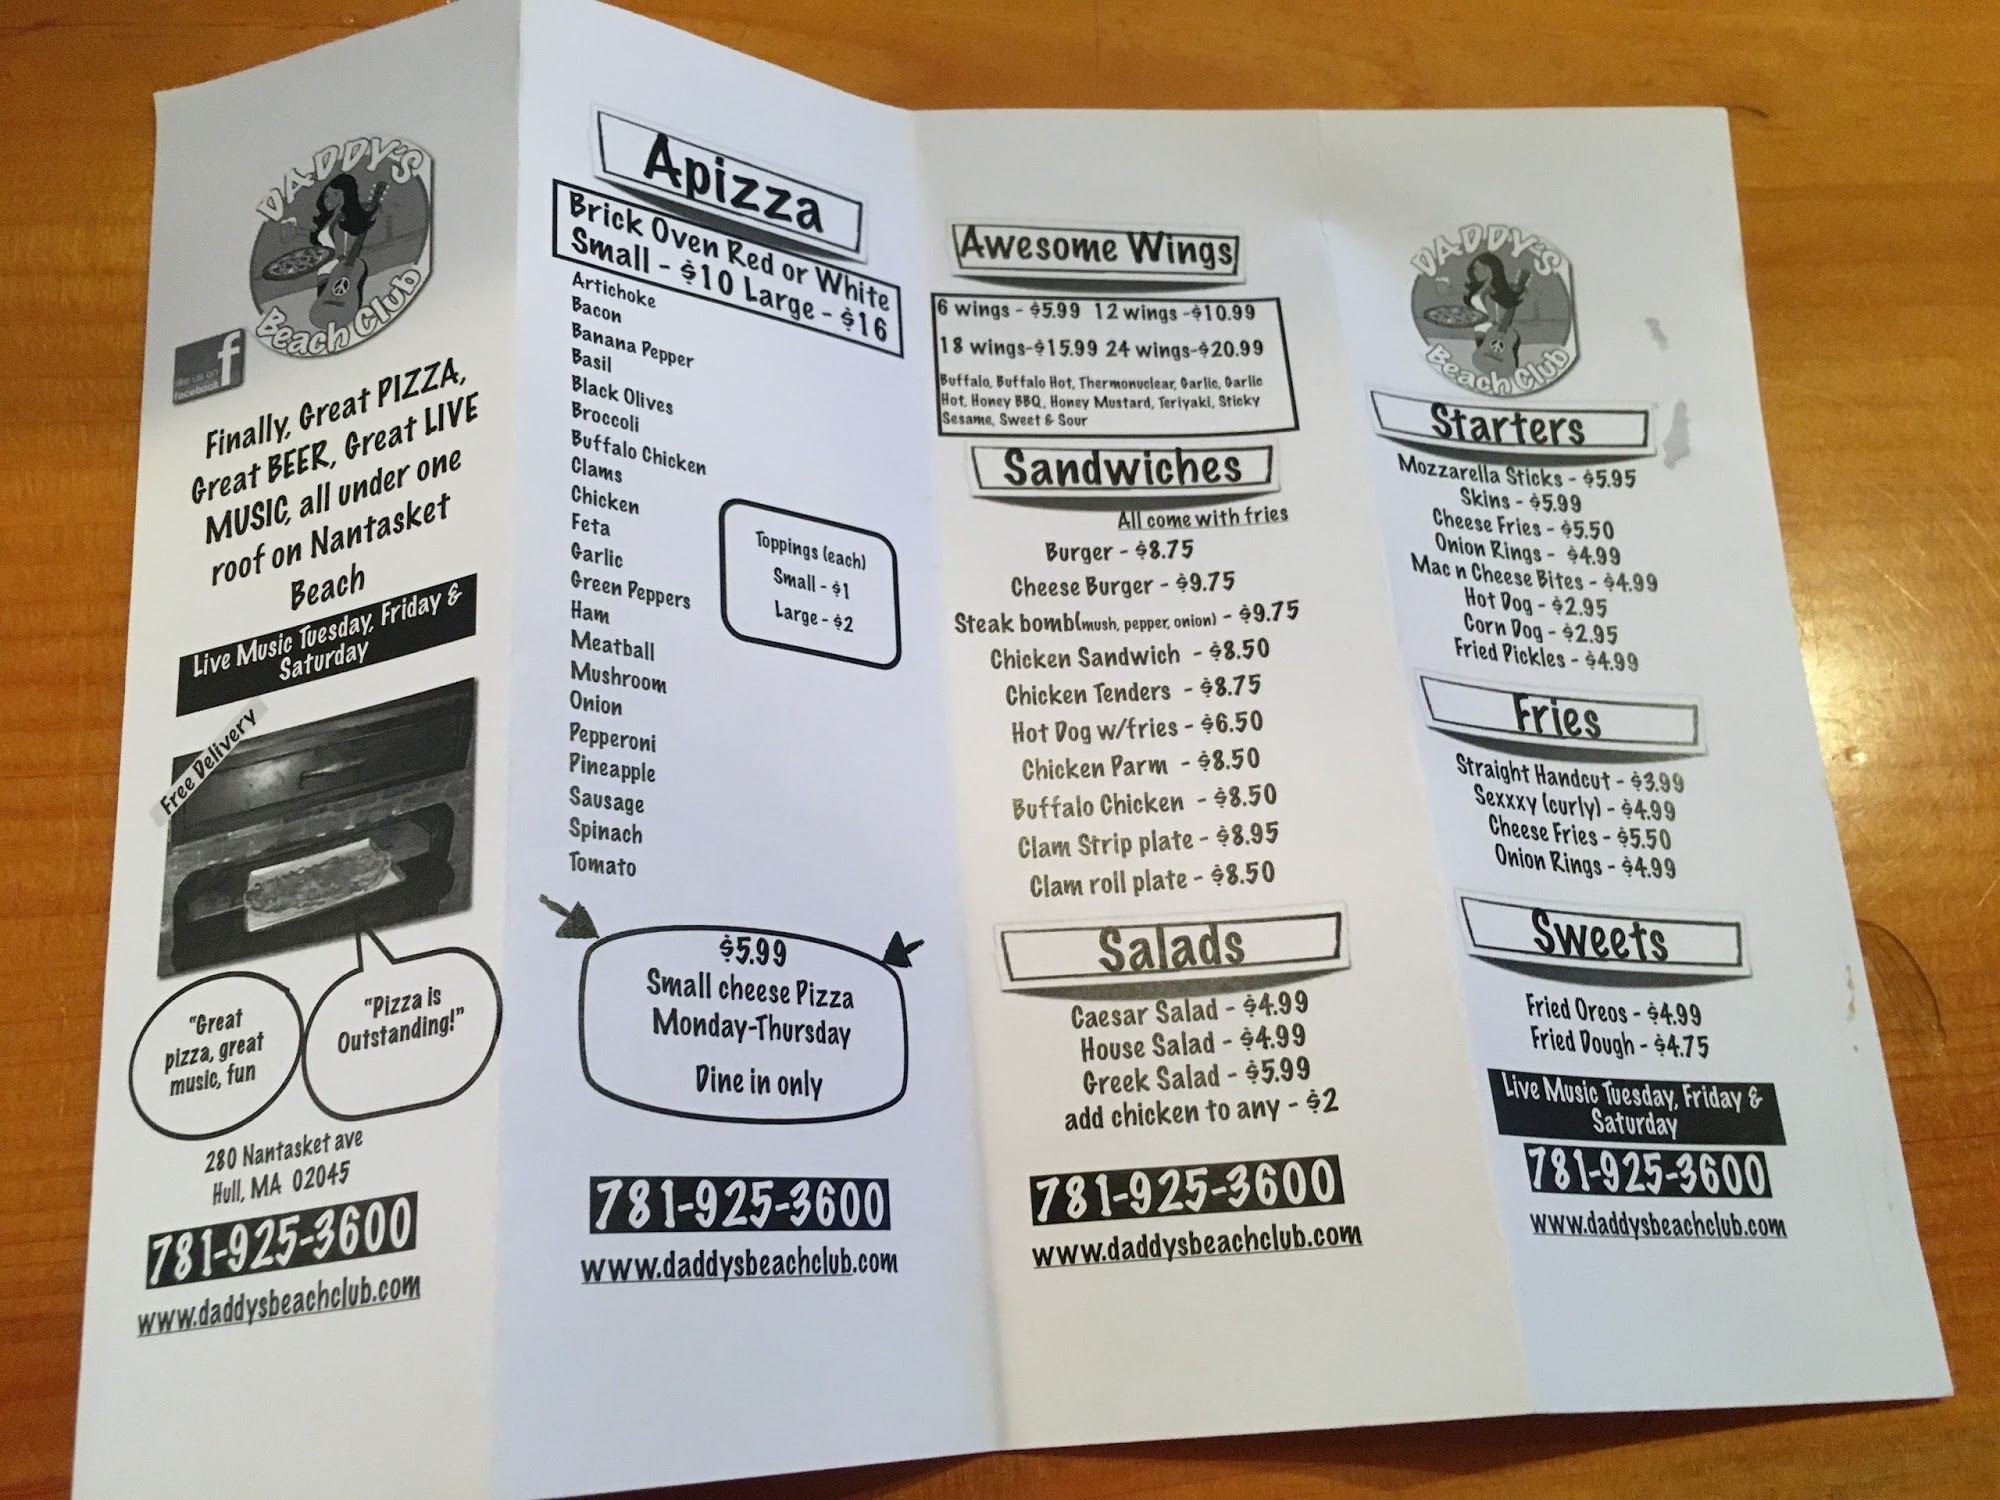 DADDY'S
Beach Club
f
like us on
facebook
Finally, Great PIZZA,
Great BEER, Great LIVE
MUSIC, all under one
roof on Nantasket
Beach
Live Music Tuesday, Friday &
Saturday
Free Delivery
"Great
pizza, great
music, fun
"Pizza is
Outstanding!"
280 Nantasket ave
Hull, MA 02045
781-925-3600
www.daddysbeachclub.com
Apizza
Brick Oven Red or White
Small - $10 Large - $16
Artichoke
Bacon
Banana Pepper
Basil
Black Olives
Broccoli
Buffalo Chicken
Clams
Chicken
Feta
Garlic
Green Peppers
Ham
Meatball
Mushroom
Onion
Pepperoni
Pineapple
Sausage
Spinach
Tomato
Toppings (each)
Small - $1
Large - $2
$5.99
Small cheese Pizza
Monday-Thursday
Dine in only
781-925-3600
www.daddysbeachclub.com
Awesome Wings
6 wings - $5.99 12 wings -$10.99
18 wings-$15.99 24 wings-$20.99
Buffalo, Buffalo Hot, Thermonuclear, Garlic, Garlic
Hot, Honey BBQ, Honey Mustard, Teriyaki, Sticky
Sesame, Sweet & Sour
Sandwiches
All come with fries
Burger - $8.75
Cheese Burger - $9.75
Steak bomb(mush, pepper, onion) - $9.75
Chicken Sandwich - $8.50
Chicken Tenders - $8.75
Hot Dog w/fries - $6.50
Chicken Parm - $8.50
Buffalo Chicken - $8.50
Clam Strip plate - $8.95
Clam roll plate - $8.50
Salads
Caesar Salad - $4.99
House Salad - $4.99
Greek Salad - $5.99
add chicken to any - $2
781-925-3600
www.daddysbeachclub.com
DADDY'S
Beach Club
Starters
Mozzarella Sticks - $5.95
Skins - $5.99
Cheese Fries - $5.50
Onion Rings - $4.99
Mac n Cheese Bites - $4.99
Hot Dog - $2.95
Corn Dog - $2.95
Fried Pickles - $4.99
Fries
Straight Handcut - $3.99
Sexxxy (curly) - $4.99
Cheese Fries - $5.50
Onion Rings - $4.99
Sweets
Fried Oreos - $4.99
Fried Dough - $4.75
Live Music Tuesday, Friday &
Saturday
781-925-3600
www.daddysbeachclub.com